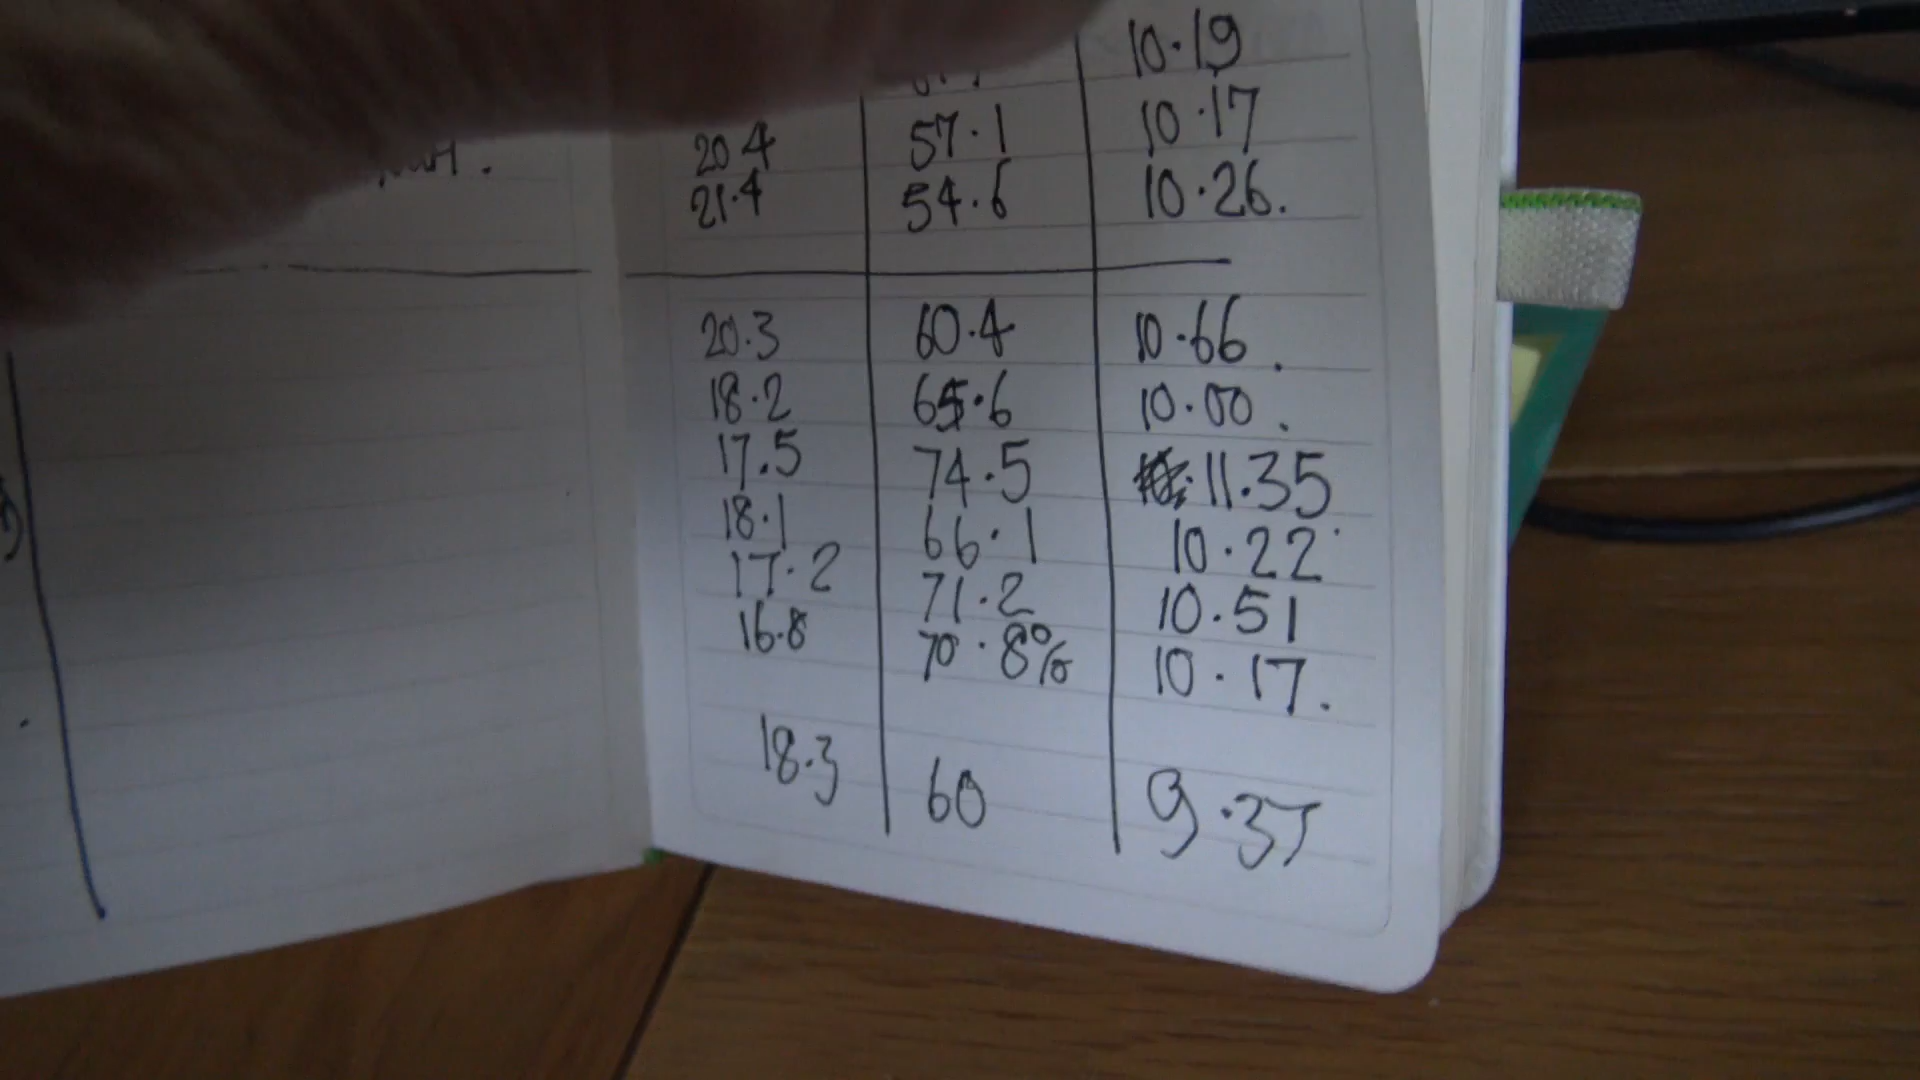 10.19
20.4 57.1 10.17
21.4 54.6 10.26.
20.3 60.4 10.66.
18.2 65.6 10.00.
17.5 74.5 11.35
18.1 66.1 10.22
17.2 71.2 10.51
16.8 70.8% 10.17.
18.3 60 9.37